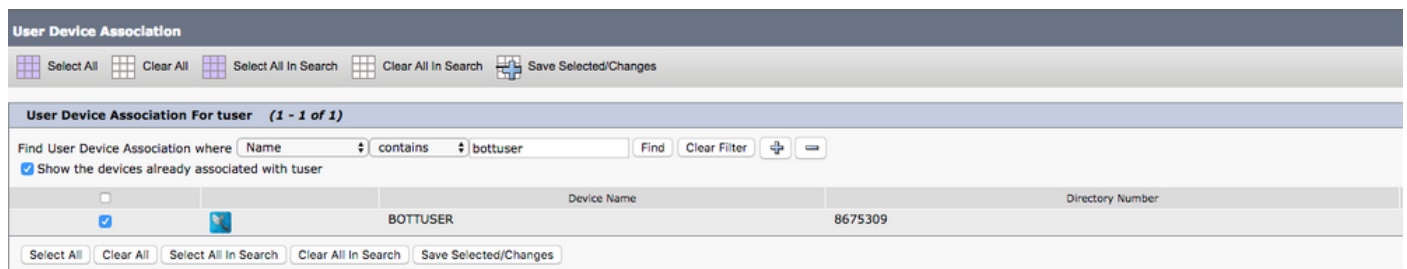 User Device Association
Select All Clear All Select All In Search Clear All In Search Save Selected/Changes
User Device Association For tuser (1 - 1 of 1)
Find User Device Association where Name contains bottuser Find Clear Filter
Show the devices already associated with tuser
Device Name Directory Number
BOTTUSER 8675309
Select All Clear All Select All In Search Clear All In Search Save Selected/Changes